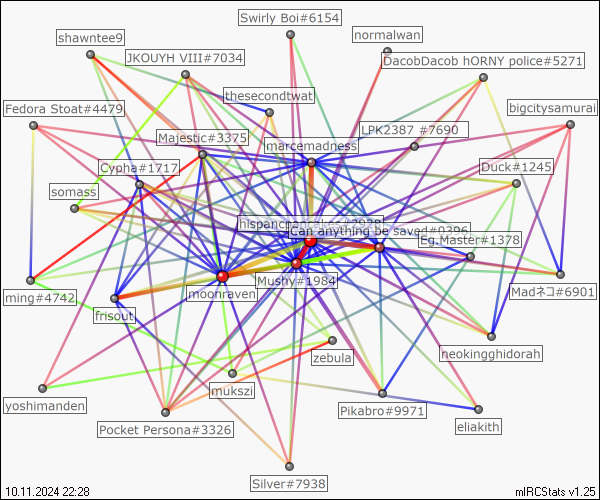 Swirly Boi#6154
normalwan
shawntee9
JKOUYH VIII#7034
DacobDacob hORNY police#5271
thesecondtwat
Fedora Stoat#4479
bigcitysamurai
LPK2387 #7690
Majestic#3375
marcemadness
Cypha#1717
Duck#1245
somass
Can anything be saved#0396
Eg.Master#1378
Mushy#1984
moonraven
ming#4742
Madネコ#6901
frisout
zebula
neokingghidorah
mukszi
yoshimanden
Pikabro#9971
eliakith
Pocket Persona#3326
Silver#7938
10.11.2024 22:28
mIRCStats v1.25